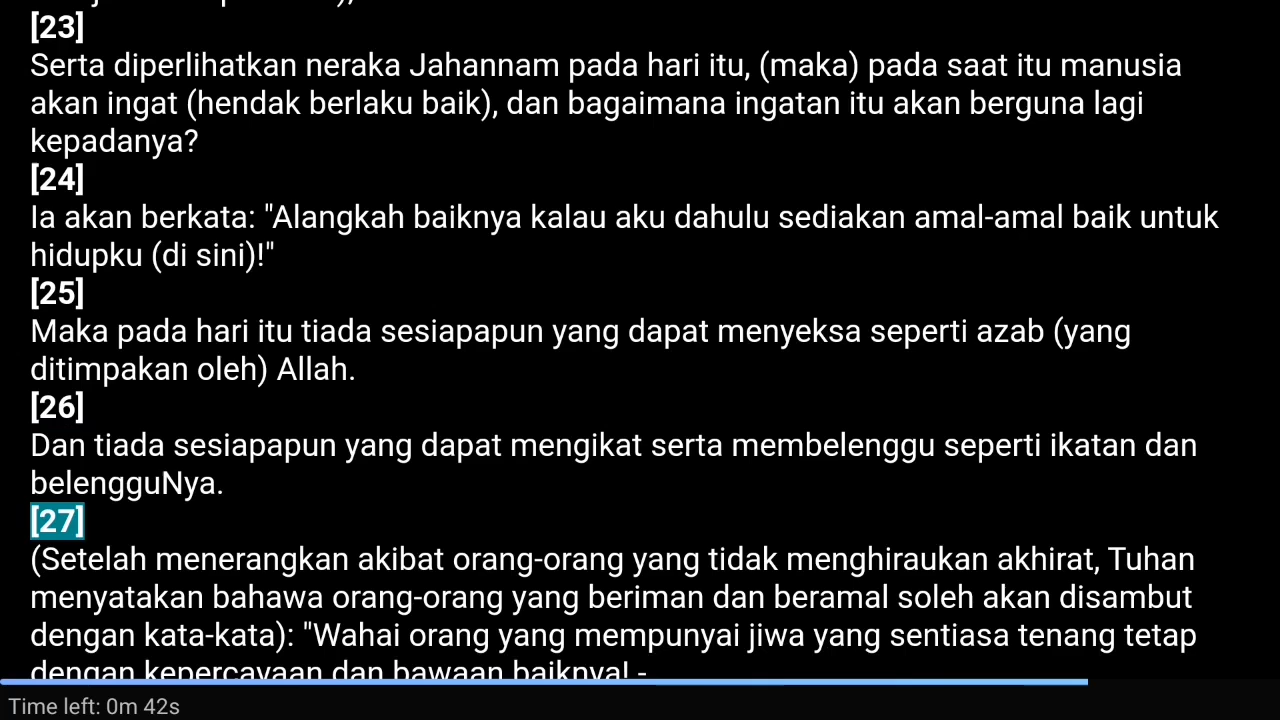 [23]
Serta diperlihatkan neraka Jahannam pada hari itu, (maka) pada saat itu manusia
akan ingat (hendak berlaku baik), dan bagaimana ingatan itu akan berguna lagi
kepadanya?
[24]
Ia akan berkata: "Alangkah baiknya kalau aku dahulu sediakan amal-amal baik untuk
hidupku (di sini)!"
[25]
Maka pada hari itu tiada sesiapapun yang dapat menyeksa seperti azab (yang
ditimpakan oleh) Allah.
[26]
Dan tiada sesiapapun yang dapat mengikat serta membelenggu seperti ikatan dan
belengguNya.
[27]
(Setelah menerangkan akibat orang-orang yang tidak menghiraukan akhirat, Tuhan
menyatakan bahawa orang-orang yang beriman dan beramal soleh akan disambut
dengan kata-kata): "Wahai orang yang mempunyai jiwa yang sentiasa tenang tetap
dengan kepercayaan dan bawaan baiknya! -
Time left: 0m 42s